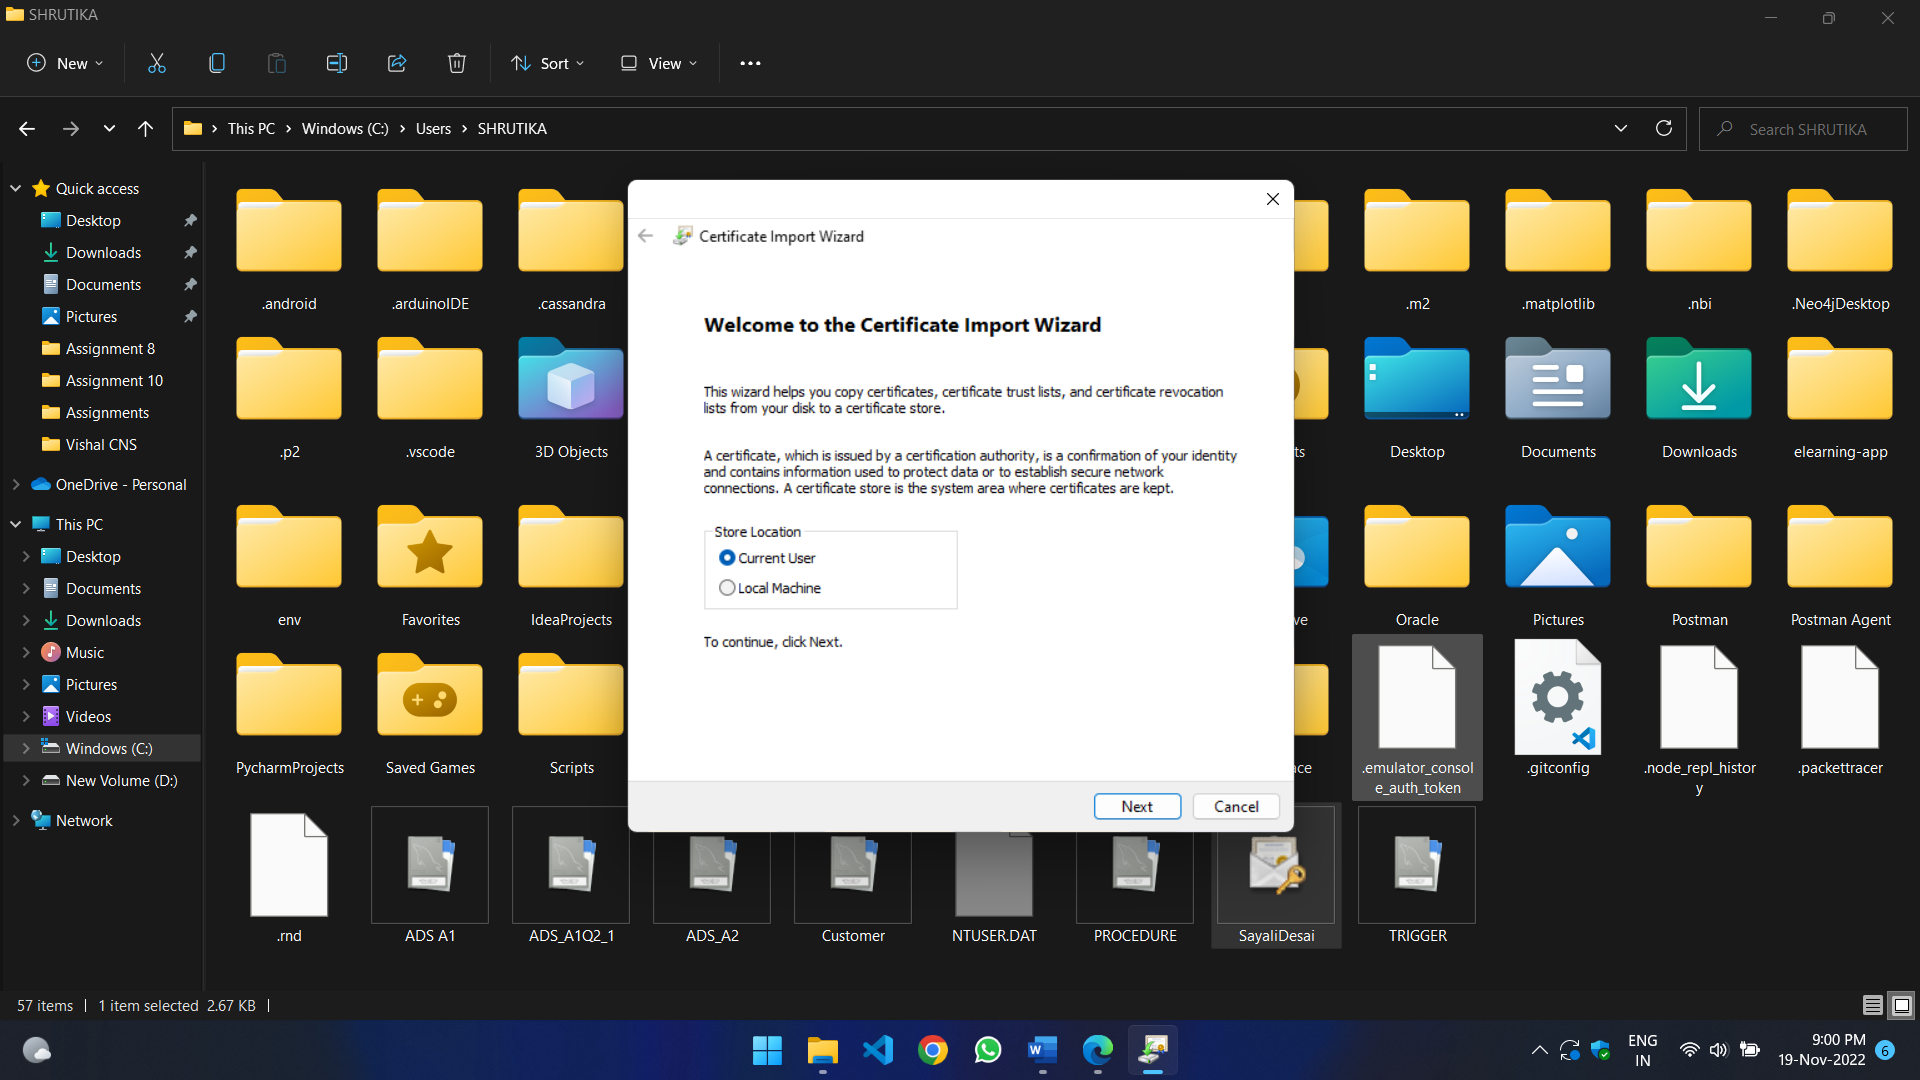 SHRUTIKA
New
Sort
View
This PC
Windows (C:)
Users
SHRUTIKA
Search SHRUTIKA
Quick access
Desktop
Downloads
Documents
Pictures
Assignment 8
Assignment 10
Assignments
Vishal CNS
OneDrive - Personal
This PC
Desktop
Documents
Downloads
Music
Pictures
Videos
Windows (C:)
New Volume (D:)
Network
.android
.arduinoIDE
.cassandra
.m2
.matplotlib
.nbi
.Neo4jDesktop
.p2
.vscode
3D Objects
ts
Desktop
Documents
Downloads
elearning-app
env
Favorites
IdeaProjects
ve
Oracle
Pictures
Postman
Postman Agent
PycharmProjects
Saved Games
Scripts
ace
.emulator_consol
e_auth_token
.gitconfig
.node_repl_histor
y
.packettracer
.rnd
ADS A1
ADS_A1Q2_1
ADS_A2
Customer
NTUSER.DAT
PROCEDURE
SayaliDesai
TRIGGER
Certificate Import Wizard
Welcome to the Certificate Import Wizard
This wizard helps you copy certificates, certificate trust lists, and certificate revocation
lists from your disk to a certificate store.
A certificate, which is issued by a certification authority, is a confirmation of your identity
and contains information used to protect data or to establish secure network
connections. A certificate store is the system area where certificates are kept.
Store Location
Current User
Local Machine
To continue, click Next.
Next
Cancel
57 items
1 item selected 2.67 KB
ENG
IN
9:00 PM
19-Nov-2022
6